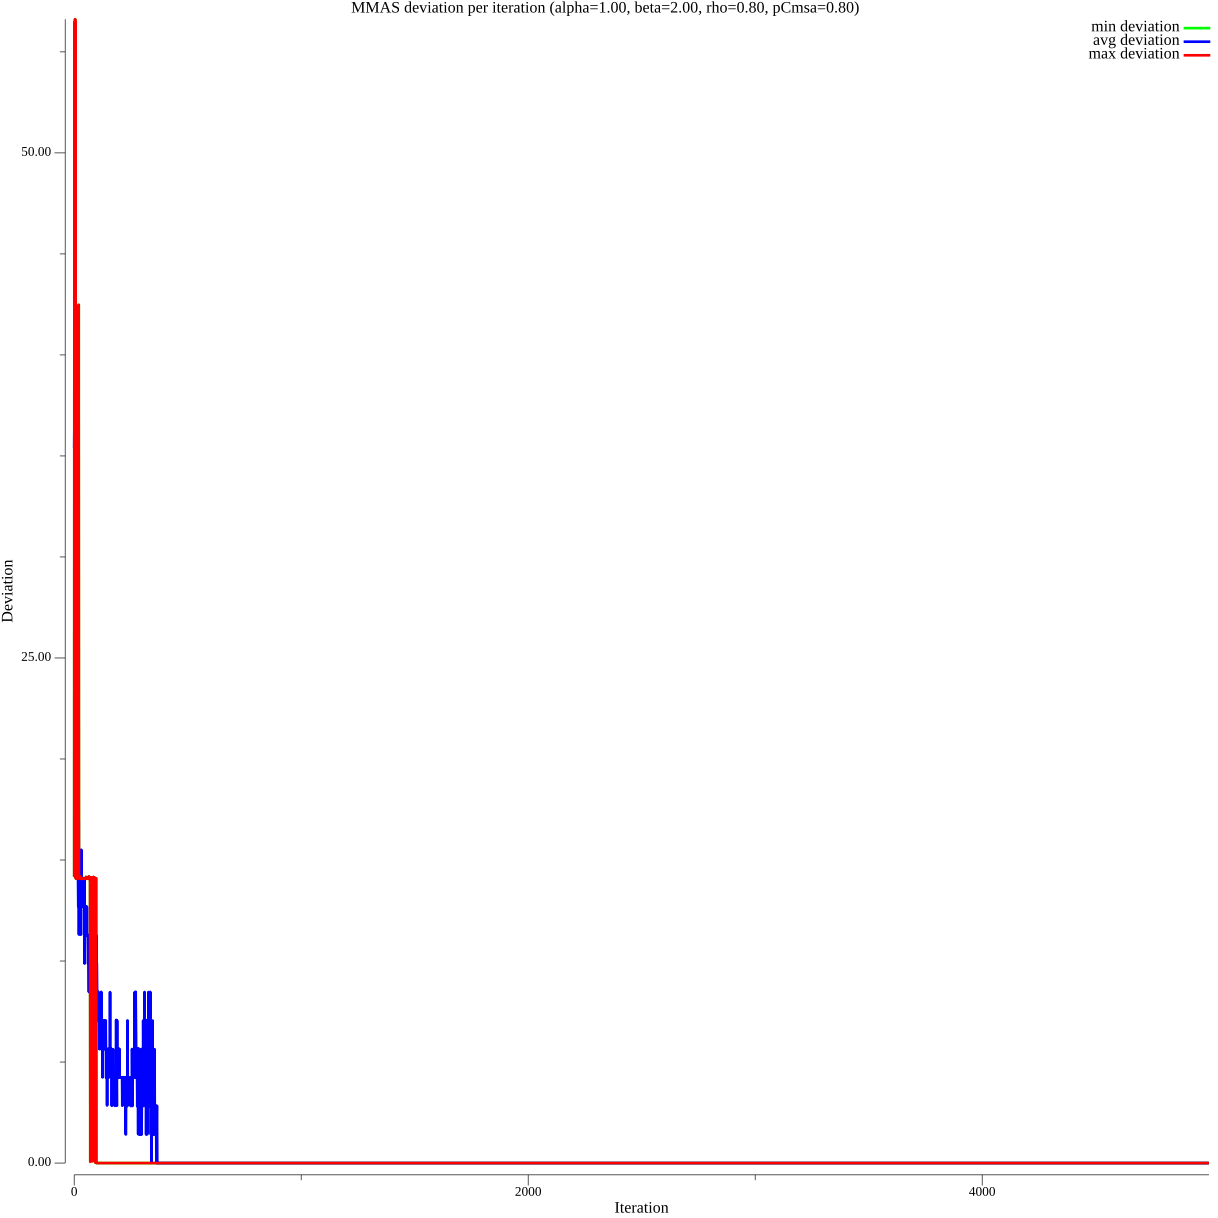 MMAS deviation per iteration (alpha=1.00, beta=2.00, rho=0.80, pCmsa=0.80)
min deviation
avg deviation
max deviation
50.00
25.00
0.00
Deviation
0
2000
4000
Iteration